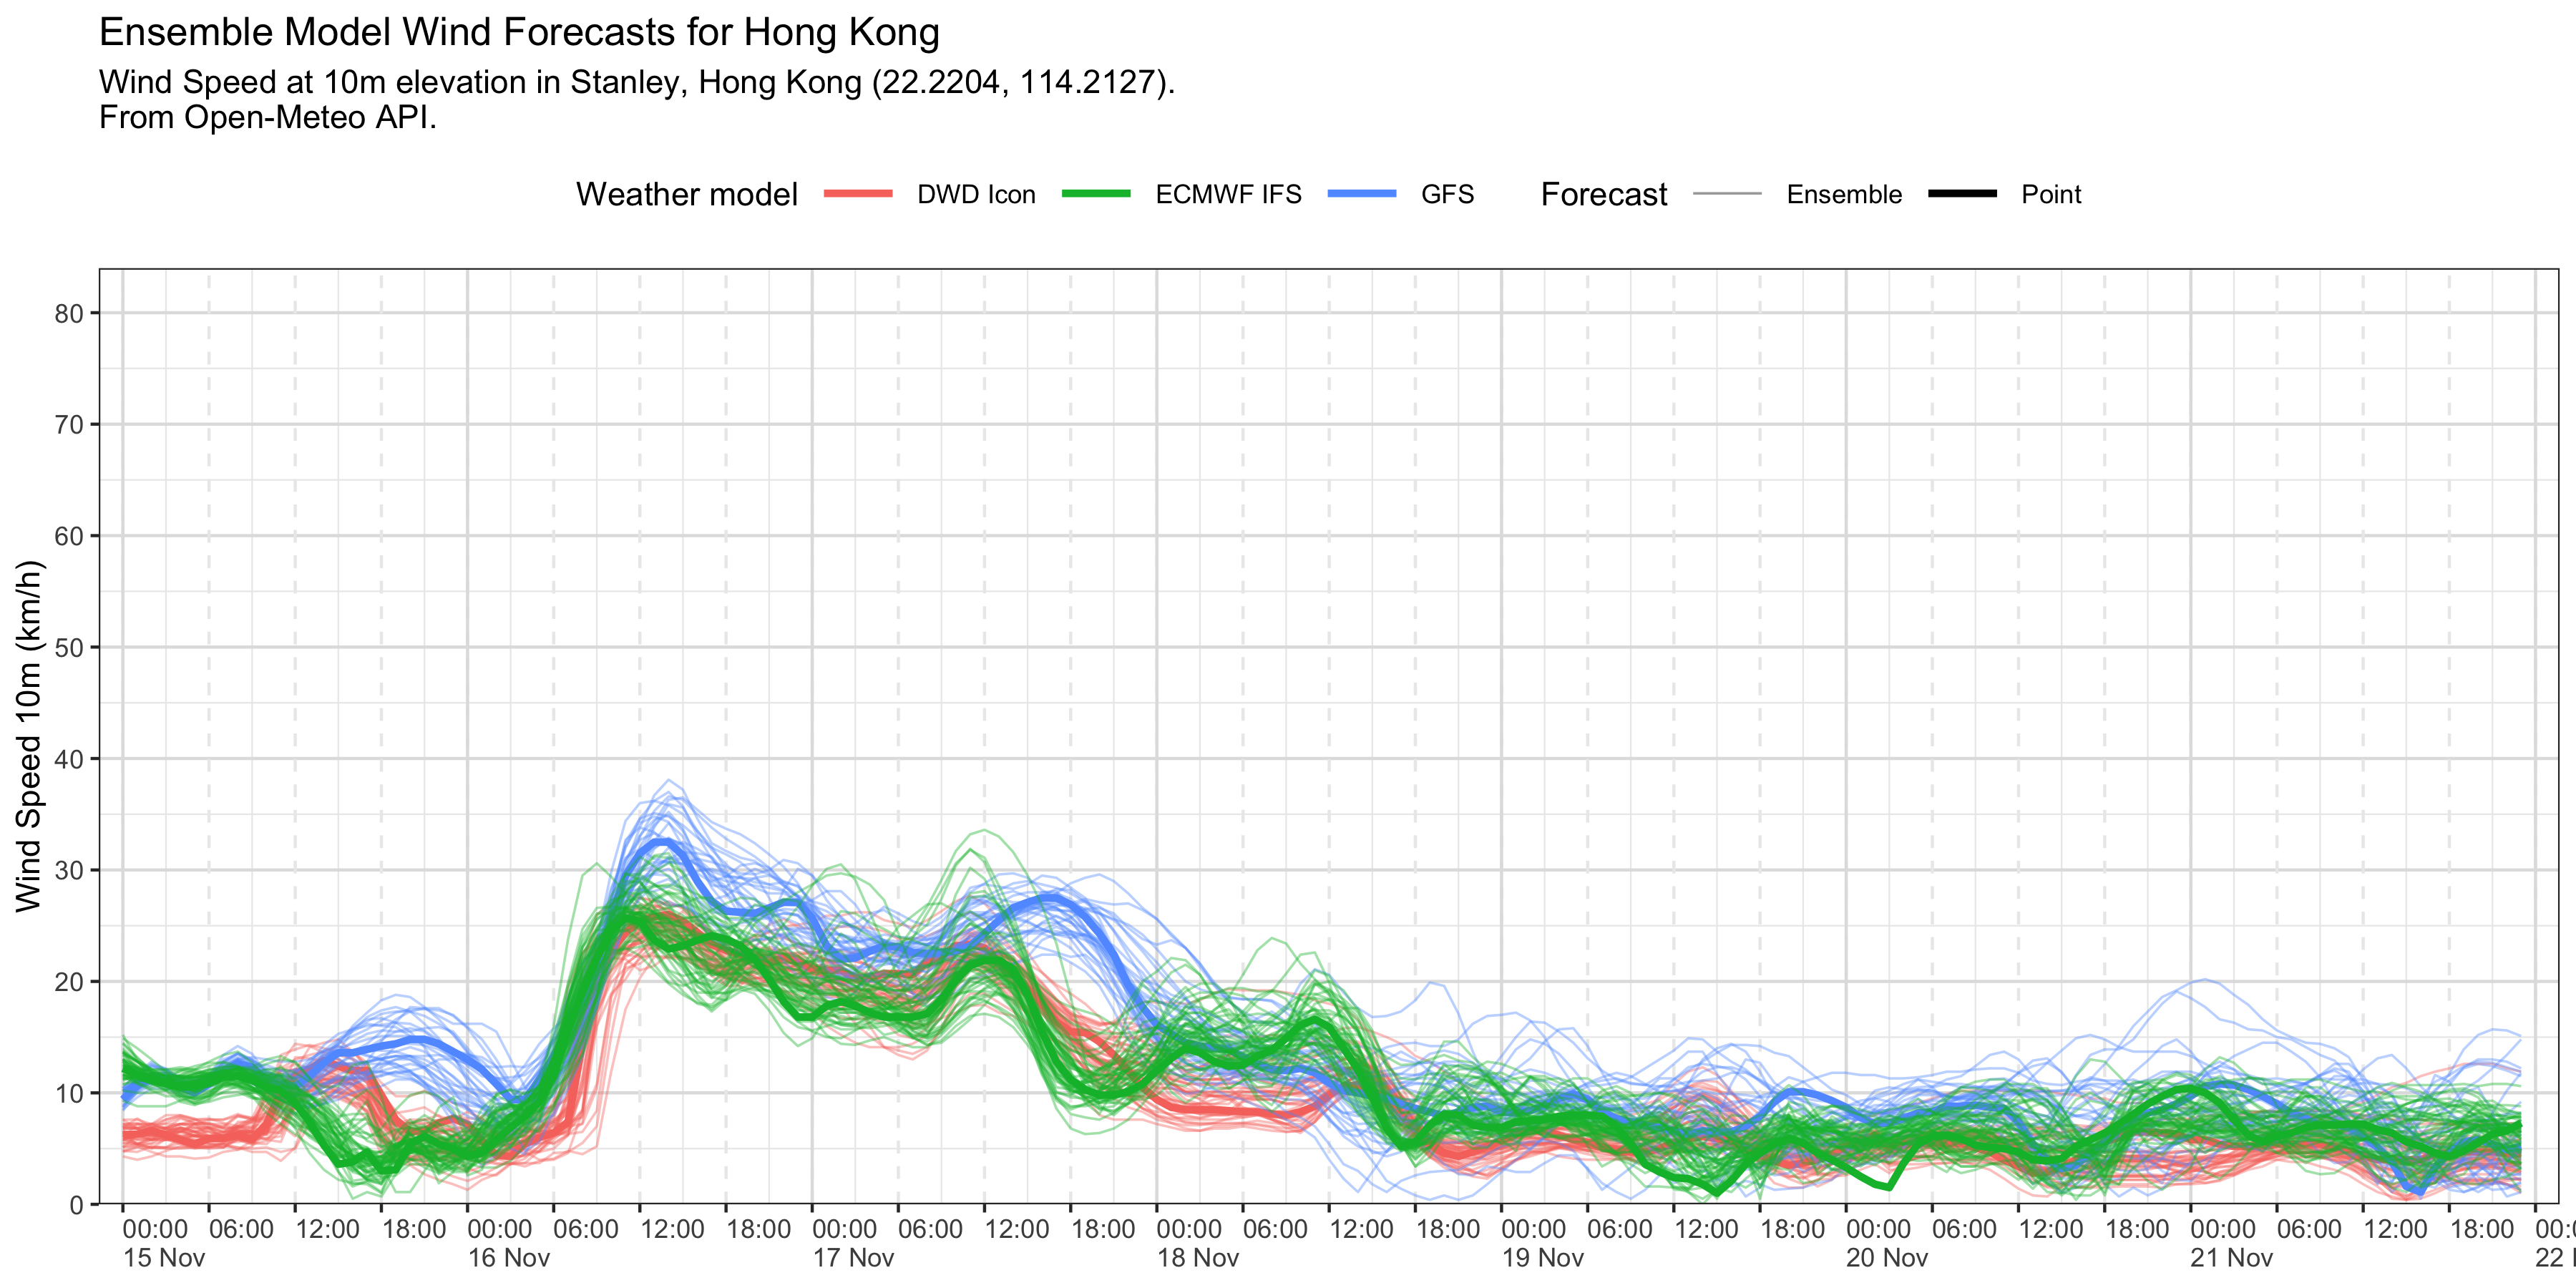 Ensemble Model Wind Forecasts for Hong Kong
Wind Speed at 10m elevation in Stanley, Hong Kong (22.2204, 114.2127).
From Open-Meteo API.
Weather model DWD Icon ECMWF IFS GFS Forecast Ensemble Point
Wind Speed 10m (km/h)
80
70
60
50
40
30
20
10
0
00:00 06:00 12:00 18:00 00:00 06:00 12:00 18:00 00:00 06:00 12:00 18:00 00:00 06:00 12:00 18:00 00:00 06:00 12:00 18:00 00:00 06:00 12:00 18:00 00:00 06:00 12:00 18:00
15 Nov 16 Nov 17 Nov 18 Nov 19 Nov 20 Nov 21 Nov 22